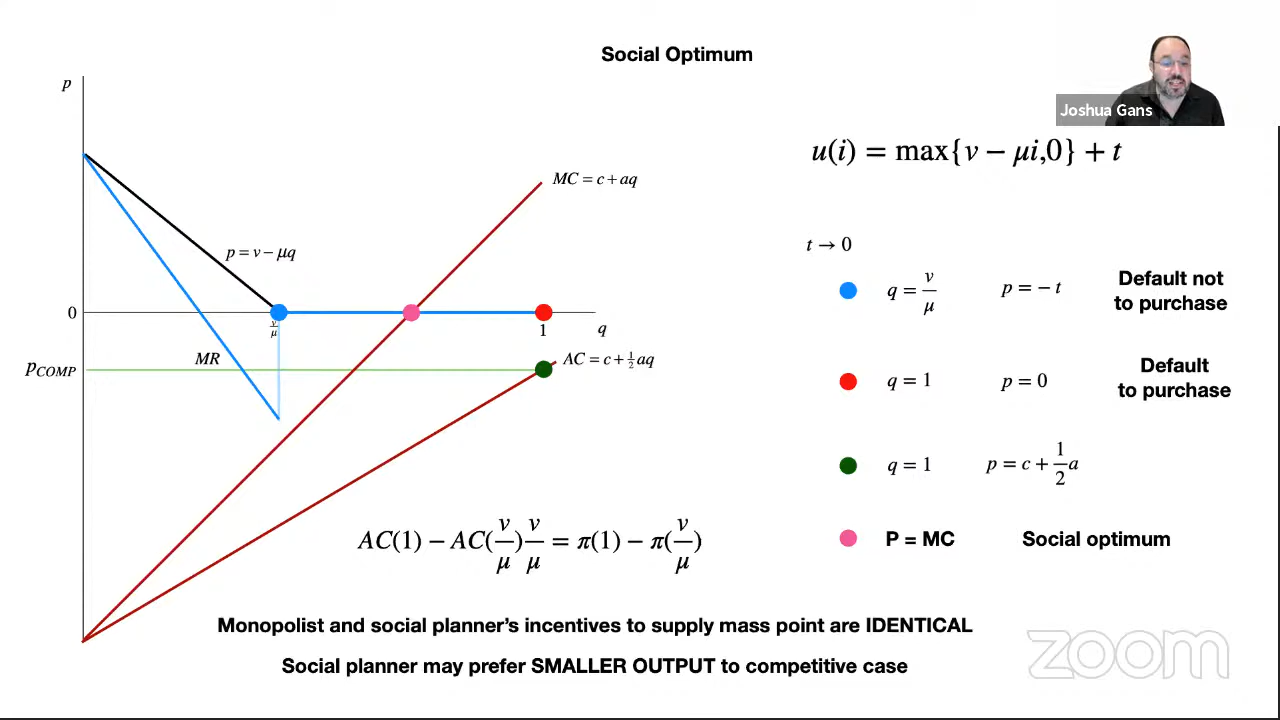 Social Optimum
Joshua Gans
p
u(i) = max{v − μi,0} + t
MC = c + aq
p = v − μq
t → 0
0
v/μ
1
q
q = v/μ
p = − t
Default not
to purchase
MR
AC = c + ½aq
pCOMP
q = 1
p = 0
Default
to purchase
q = 1
p = c + 1/2 a
AC(1) − AC(v/μ) v/μ = π(1) − π(v/μ)
P = MC
Social optimum
Monopolist and social planner’s incentives to supply mass point are IDENTICAL
Social planner may prefer SMALLER OUTPUT to competitive case
zoom